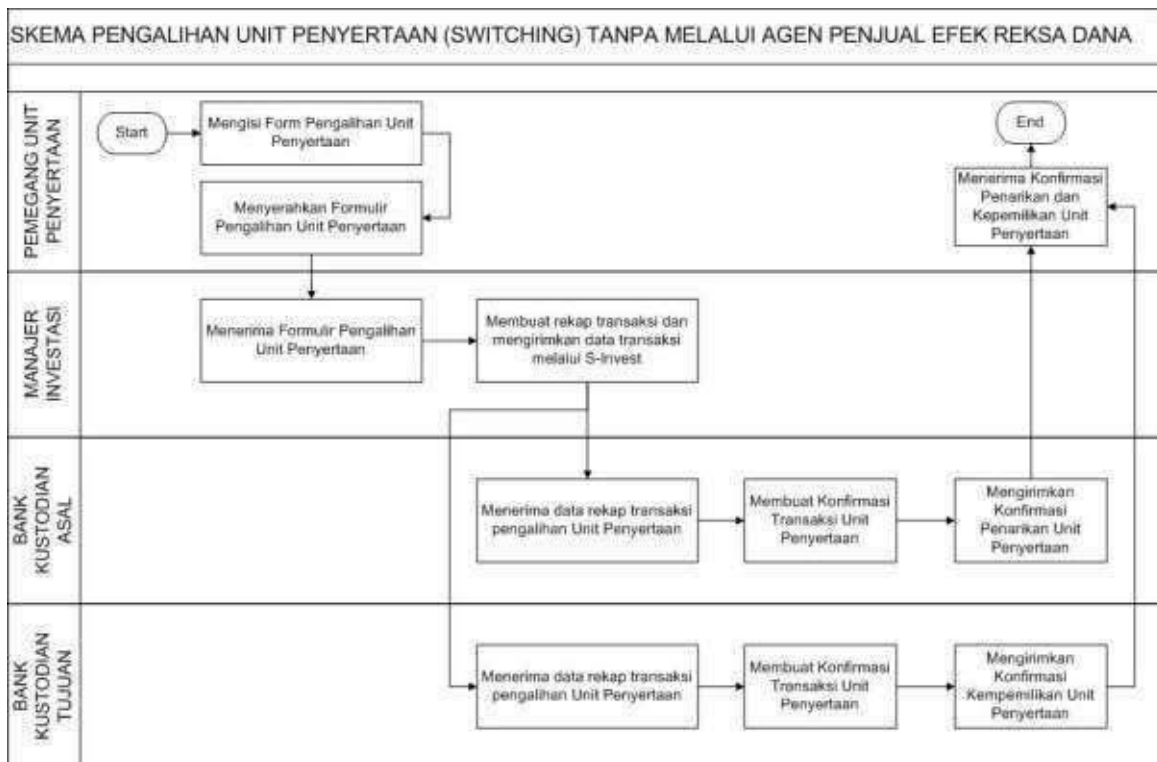 SKEMA PENGALIHAN UNIT PENYERTAAN (SWITCHING) TANPA MELALUI AGEN PENJUAL EFEK REKSA DANA
PEMEGANG UNIT
PENYERTAAN
Start
Mengisi Form Pengalihan Unit
Penyertaan
Menyerahkan Formulir
Pengalihan Unit Penyertaan
End
Menerima Konfirmasi
Penarikan dan
Kepemilikan Unit
Penyertaan
MANAJER
INVESTASI
Menerima Formulir Pengalihan
Unit Penyertaan
Membuat rekap transaksi dan
mengirimkan data transaksi
melalui S-Invest
BANK
KUSTODIAN
ASAL
Menerima data rekap transaksi
pengalihan Unit Penyertaan
Membuat Konfirmasi
Transaksi Unit
Penyertaan
Mengirimkan
Konfirmasi
Penarikan Unit
Penyertaan
BANK
KUSTODIAN
TUJUAN
Menerima data rekap transaksi
pengalihan Unit Penyertaan
Membuat Konfirmasi
Transaksi Unit
Penyertaan
Mengirimkan
Konfirmasi
Kempemilikan Unit
Penyertaan